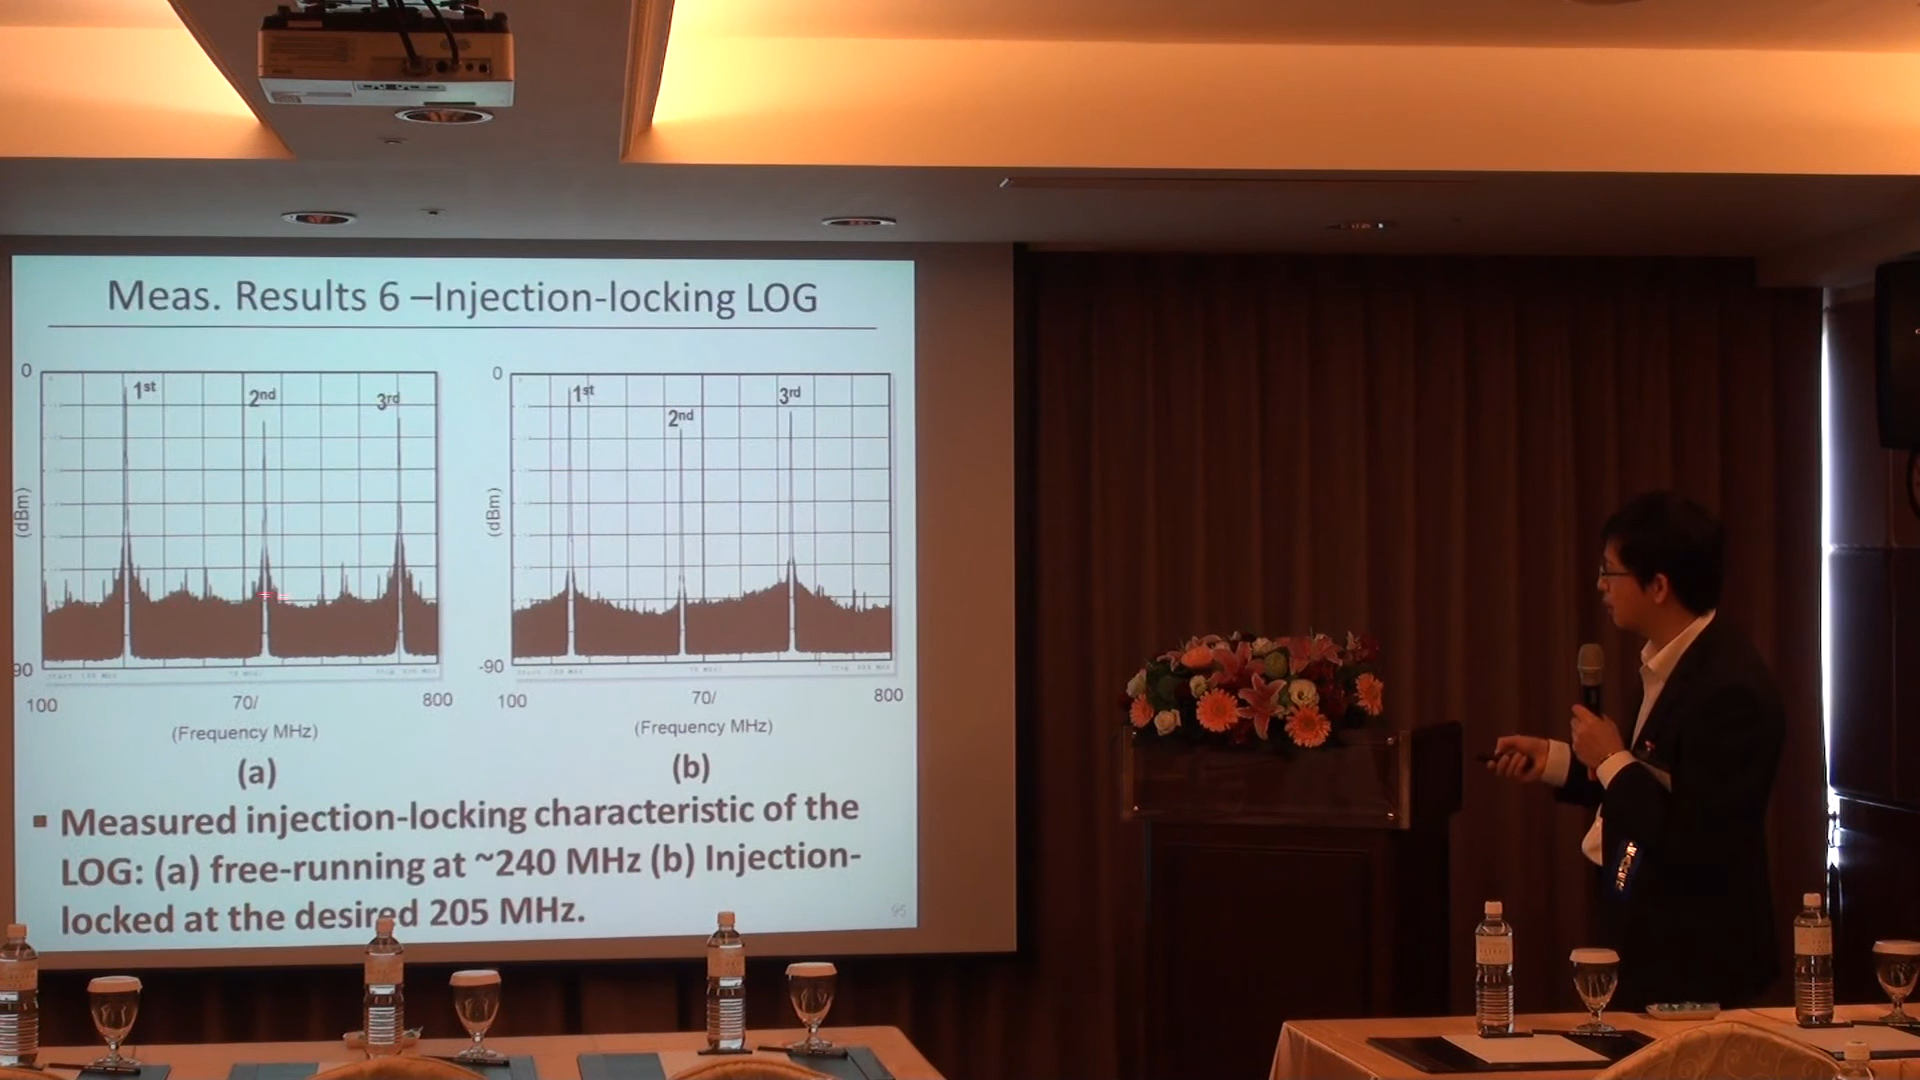 Meas. Results 6 –Injection-locking LOG
0
1st
2nd
3rd
(dBm)
90
100
70/
800
(Frequency MHz)
(a)
0
1st
2nd
3rd
(dBm)
-90
100
70/
800
(Frequency MHz)
(b)
▪ Measured injection-locking characteristic of the
LOG: (a) free-running at ~240 MHz (b) Injection-
locked at the desired 205 MHz.
95